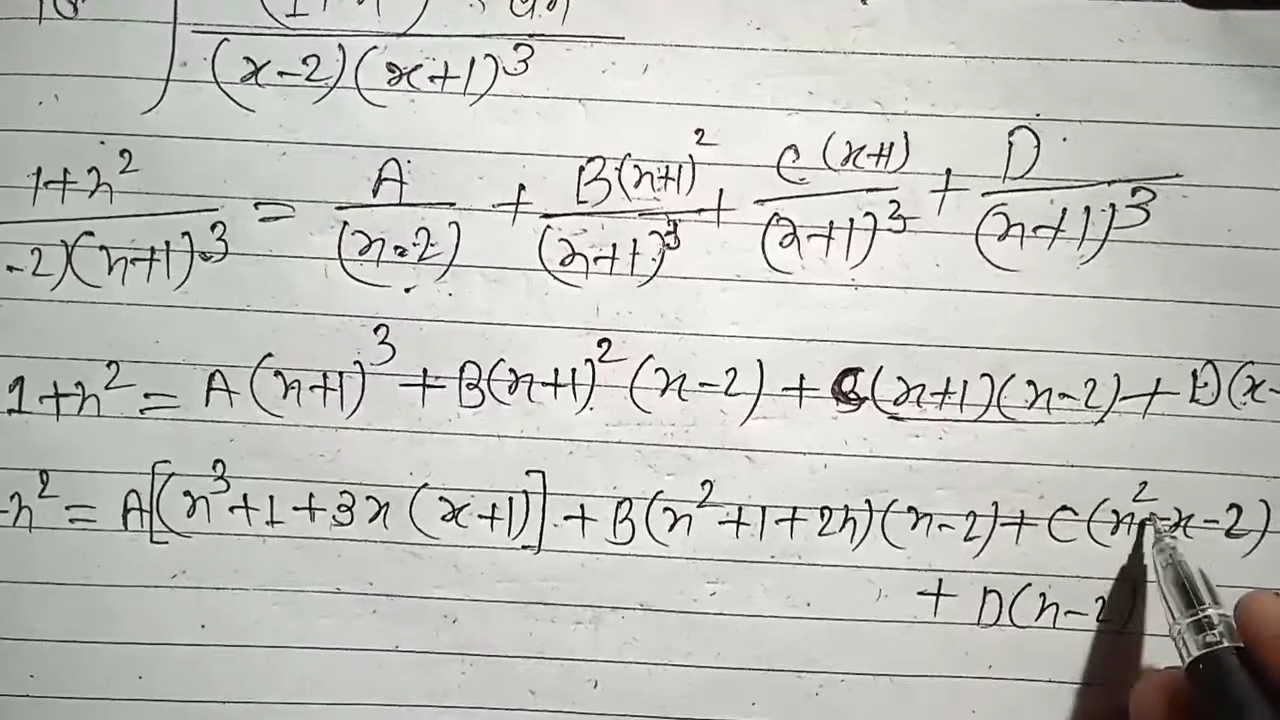 (x-2)(x+1)^3
1+x^2 / -2)(x+1)^3 = A / (x-2) + B(x+1)^2 / (x+1)^3 + C(x+1) / (x+1)^3 + D / (x+1)^3
1+x^2 = A(x+1)^3 + B(x+1)^2 (x-2) + C(x+1)(x-2) + D(x-
x^2 = A[(x^3+1+3x(x+1)] + B(x^2+1+2x)(x-2) + C(x^2-x-2)
+ D(x-2